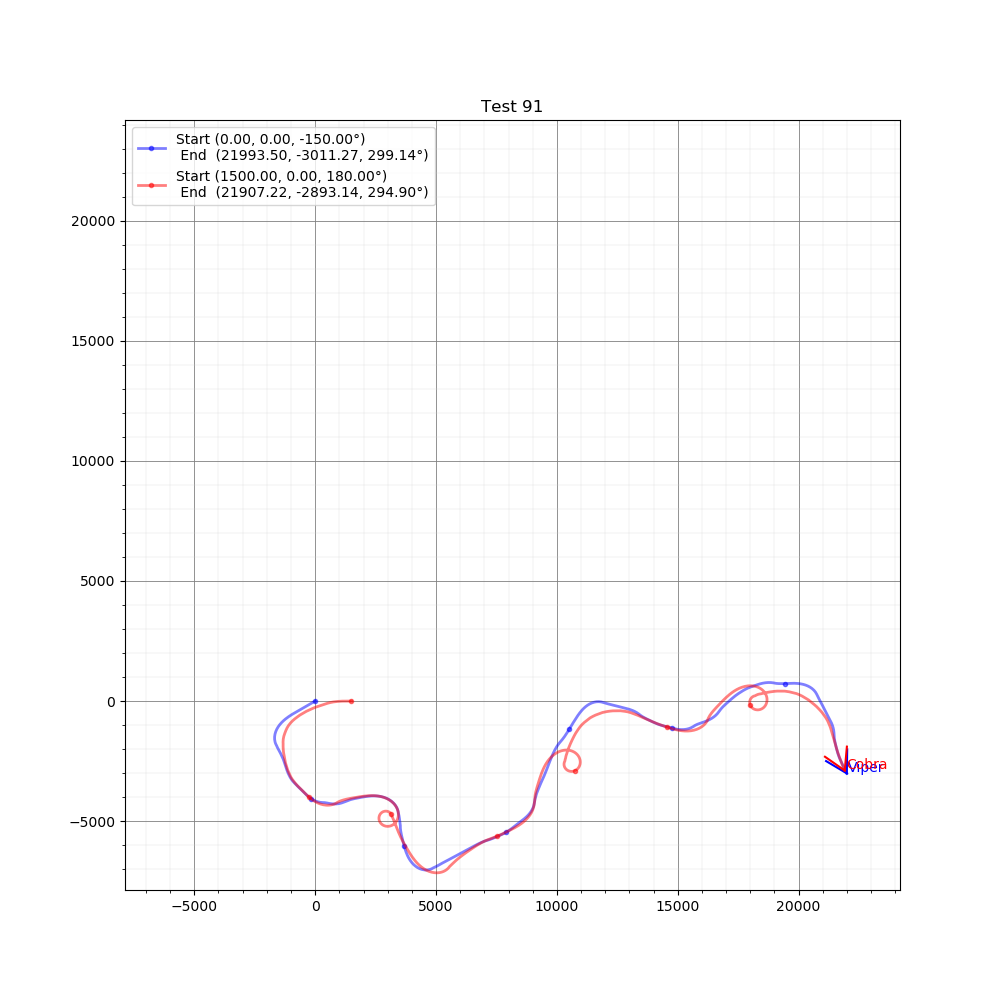 Test 91
Start (0.00, 0.00, -150.00°)
End  (21993.50, -3011.27, 299.14°)
Start (1500.00, 0.00, 180.00°)
End  (21907.22, -2893.14, 294.90°)
20000
15000
10000
5000
0
−5000
Cobra
Viper
−5000
0
5000
10000
15000
20000